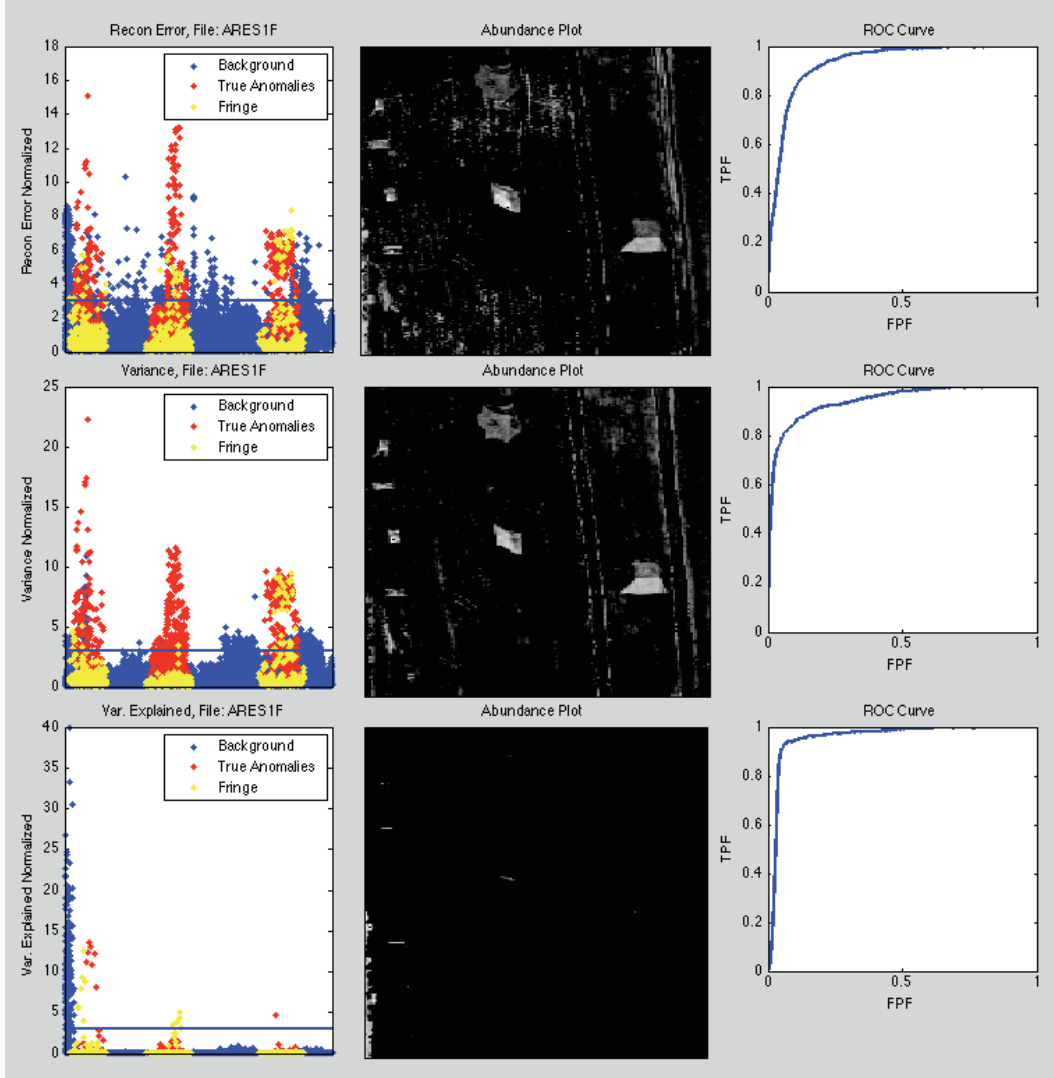 Recon Error, File: ARES1F
Abundance Plot
ROC Curve
18
16
14
12
10
8
6
4
2
0
Recon Error Normalized
Background
True Anomalies
Fringe
1
0.8
0.6
0.4
0.2
0
TPF
0
0.5
1
FPF
Variance, File: ARES1F
Abundance Plot
ROC Curve
25
20
15
10
5
0
Variance Normalized
Background
True Anomalies
Fringe
1
0.8
0.6
0.4
0.2
0
TPF
0
0.5
1
FPF
Var. Explained, File: ARES1F
Abundance Plot
ROC Curve
40
35
30
25
20
15
10
5
0
Var. Explained Normalized
Background
True Anomalies
Fringe
1
0.8
0.6
0.4
0.2
0
TPF
0
0.5
1
FPF